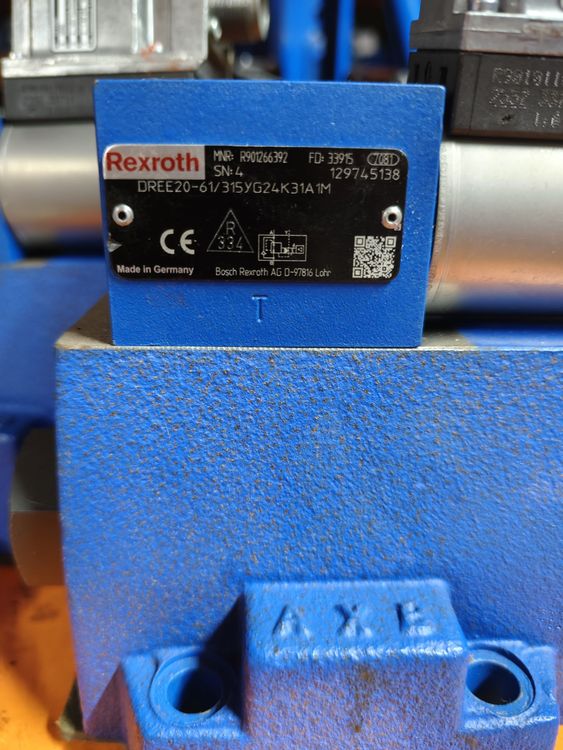 Rexroth
MNR: R901266392 FD: 33915 7081
SN: 4 129745138
DREE20-61/315YG24K31A1M
CE R
334
Made in Germany Bosch Rexroth AG D-97816 Lohr
T